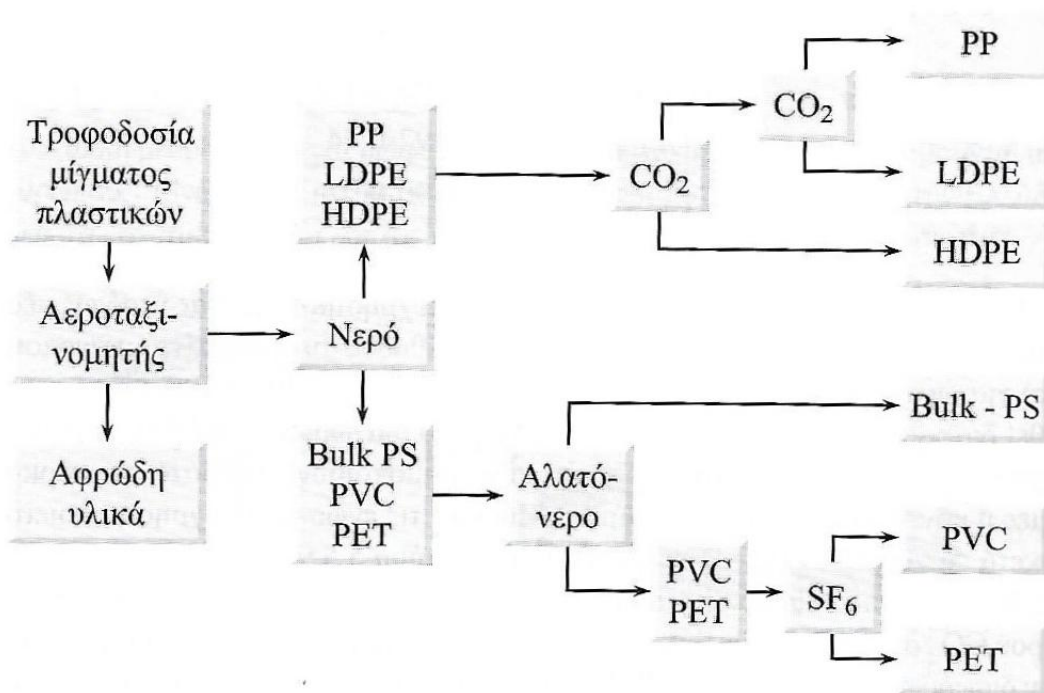 Τροφοδοσία
μίγματος
πλαστικών
Αεροταξι-
νομητής
Αφρώδη
υλικά
PP
LDPE
HDPE
Νερό
Bulk PS
PVC
PET
CO₂
CO₂
PP
LDPE
HDPE
Αλατό-
νερο
Bulk - PS
PVC
PET
SF₆
PVC
PET